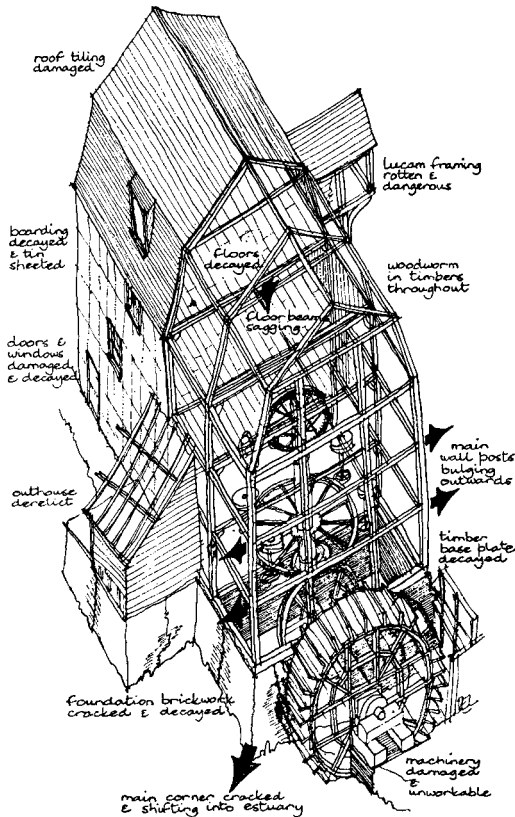 roof tiling
damaged
lucam framing
rotten &
dangerous
boarding
decayed
& tin
sheeted
floors
decayed
woodworm
in timbers
throughout
floorbeams
sagging
doors &
windows
damaged
& decayed
main
wall posts
bulging
outwards
outhouse
derelict
timber
base plate
decayed
foundation brickwork
cracked & decayed
machinery
damaged
&
unworkable
main corner cracked
& shifting into estuary